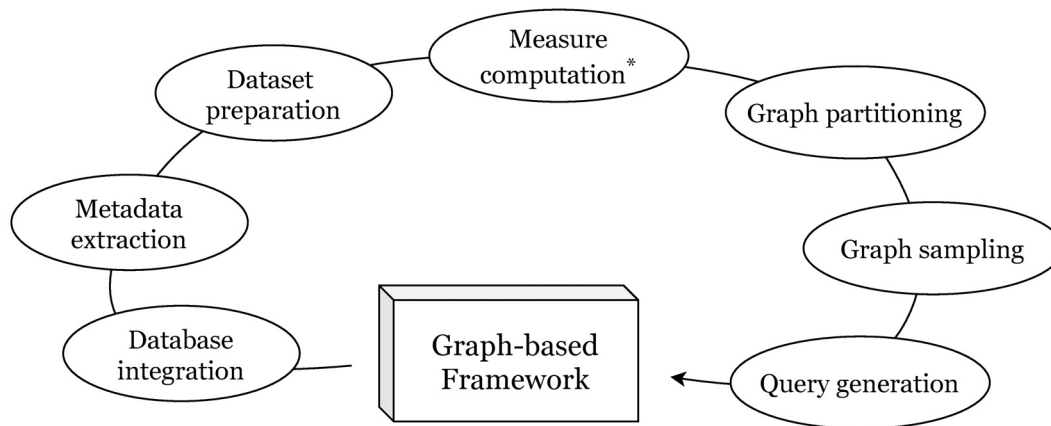 Measure
computation*
Dataset
preparation
Graph partitioning
Metadata
extraction
Graph sampling
Database
integration
Graph-based
Framework
Query generation